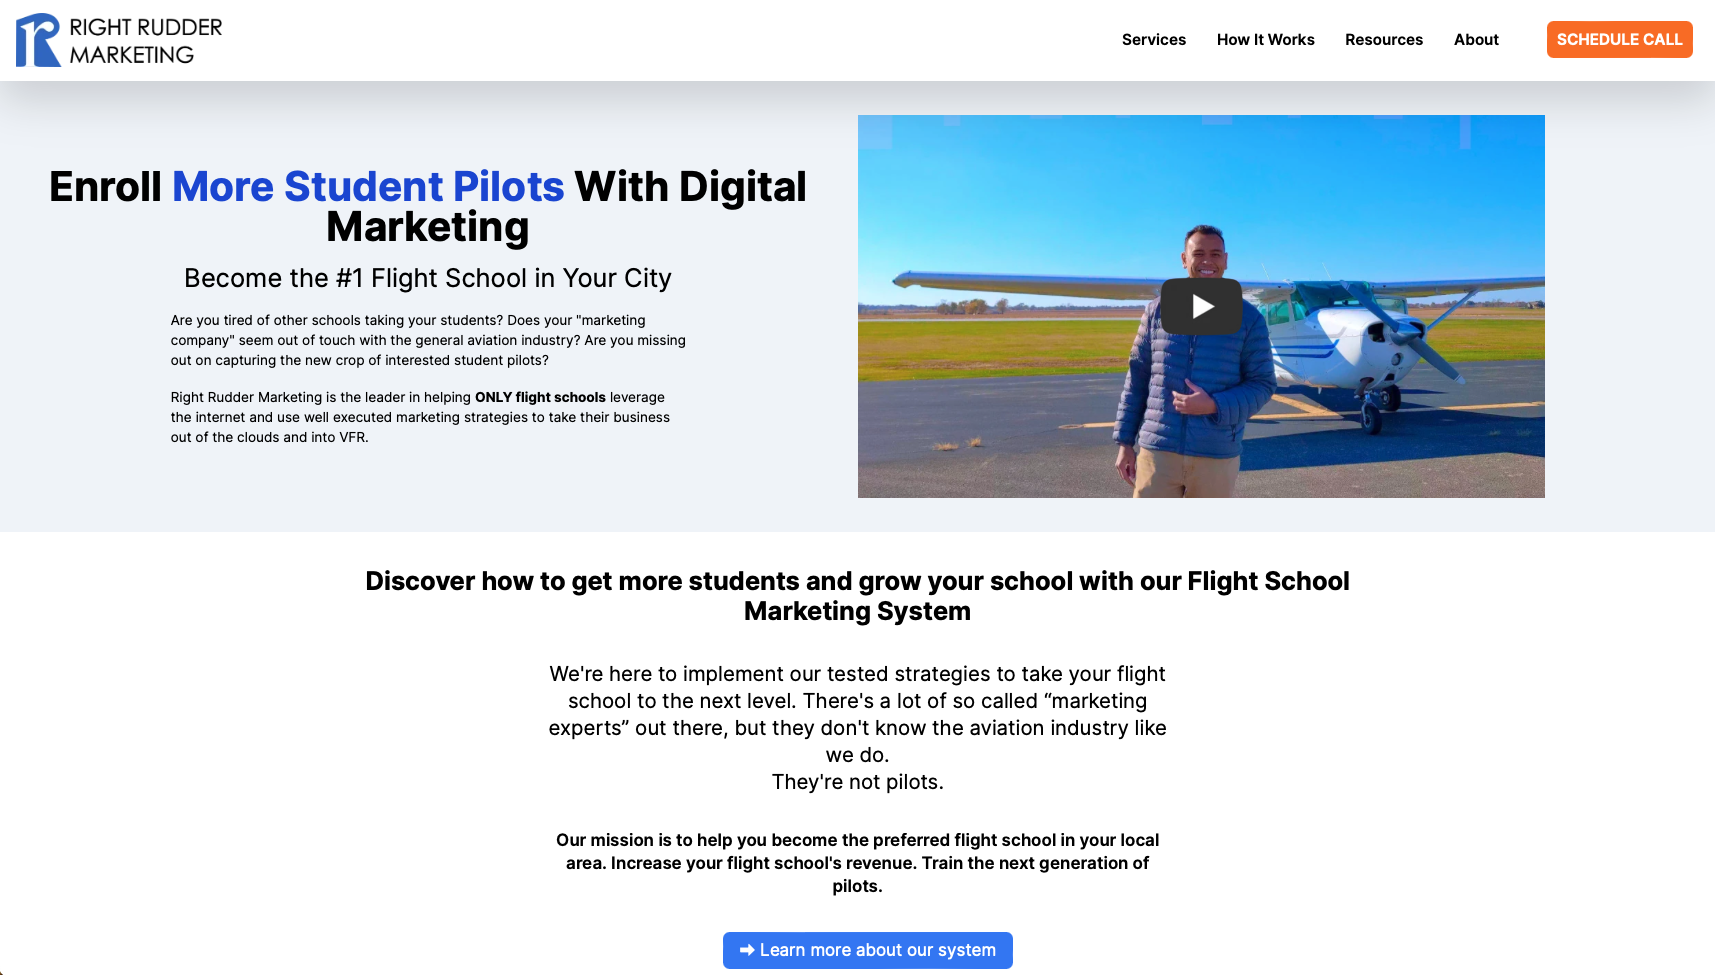 RIGHT RUDDER
MARKETING
Services
How It Works
Resources
About
SCHEDULE CALL
Enroll More Student Pilots With Digital
Marketing
Become the #1 Flight School in Your City
Are you tired of other schools taking your students? Does your "marketing
company" seem out of touch with the general aviation industry? Are you missing
out on capturing the new crop of interested student pilots?
Right Rudder Marketing is the leader in helping ONLY flight schools leverage
the internet and use well executed marketing strategies to take their business
out of the clouds and into VFR.
Discover how to get more students and grow your school with our Flight School
Marketing System
We're here to implement our tested strategies to take your flight
school to the next level. There's a lot of so called “marketing
experts” out there, but they don't know the aviation industry like
we do.
They're not pilots.
Our mission is to help you become the preferred flight school in your local
area. Increase your flight school's revenue. Train the next generation of
pilots.
➡ Learn more about our system